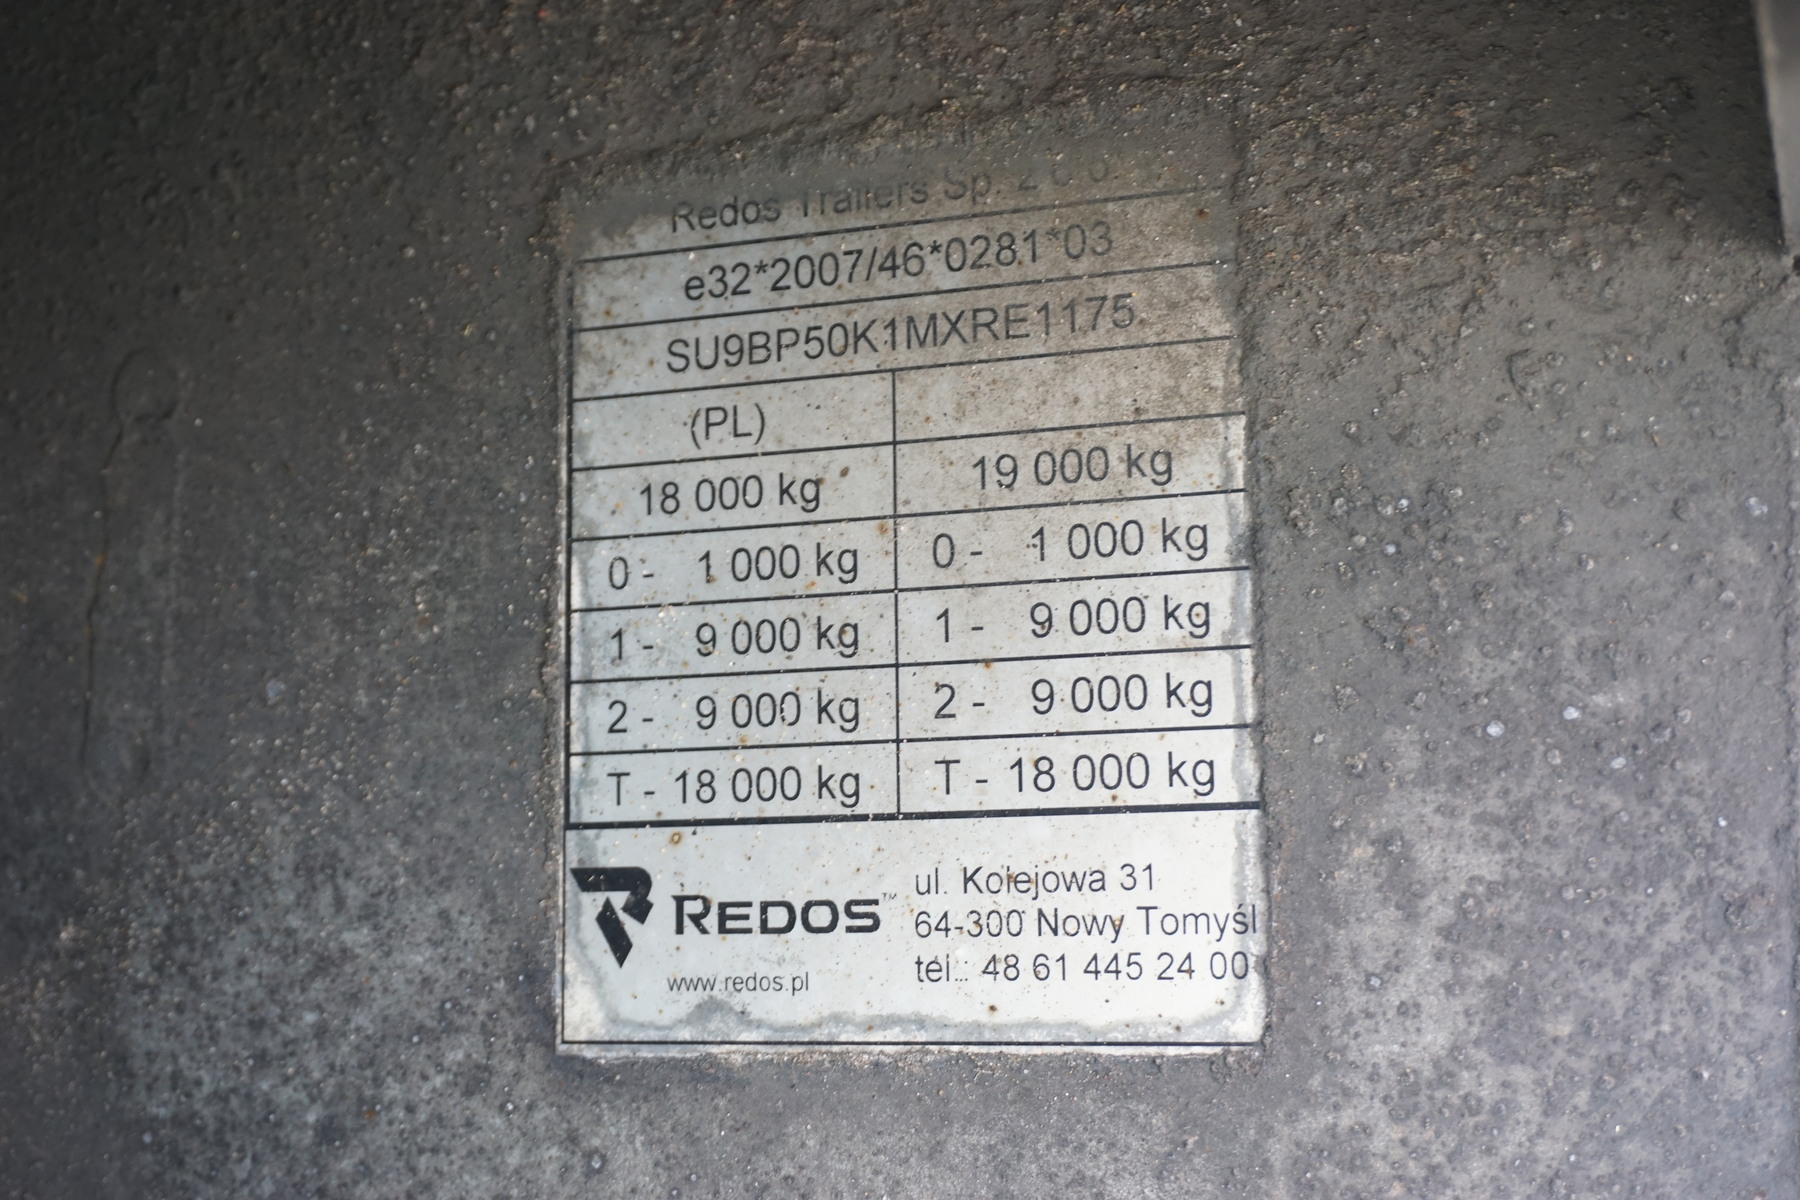 Redos Trailers Sp. z o.o.
e32*2007/46*0281*03
SU9BP50K1MXRE1175
(PL)
18 000 kg 19 000 kg
0 - 1 000 kg 0 - 1 000 kg
1 - 9 000 kg 1 - 9 000 kg
2 - 9 000 kg 2 - 9 000 kg
T - 18 000 kg T - 18 000 kg
REDOS™
www.redos.pl
ul. Kolejowa 31
64-300 Nowy Tomyśl
tel.: 48 61 445 24 00